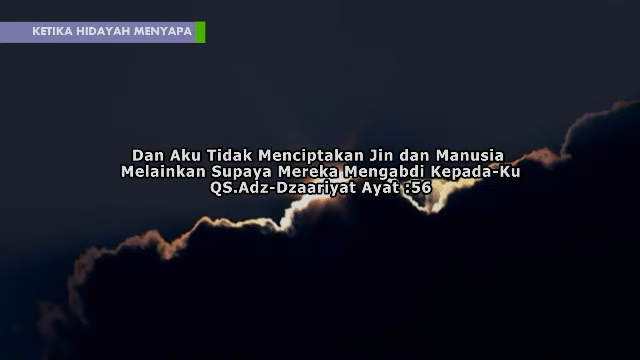 KETIKA HIDAYAH MENYAPA
Dan Aku Tidak Menciptakan Jin dan Manusia
Melainkan Supaya Mereka Mengabdi Kepada-Ku
QS.Adz-Dzaariyat Ayat :56